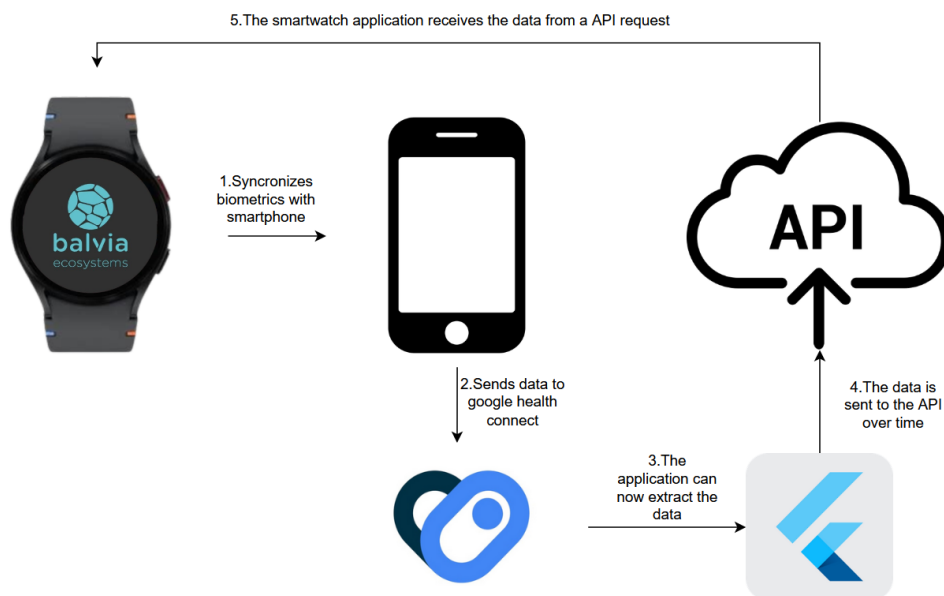 5.The smartwatch application receives the data from a API request
1.Syncronizes
biometrics with
smartphone
balvia
ecosystems
API
2.Sends data to
google health
connect
4.The data is
sent to the API
over time
3.The
application can
now extract the
data